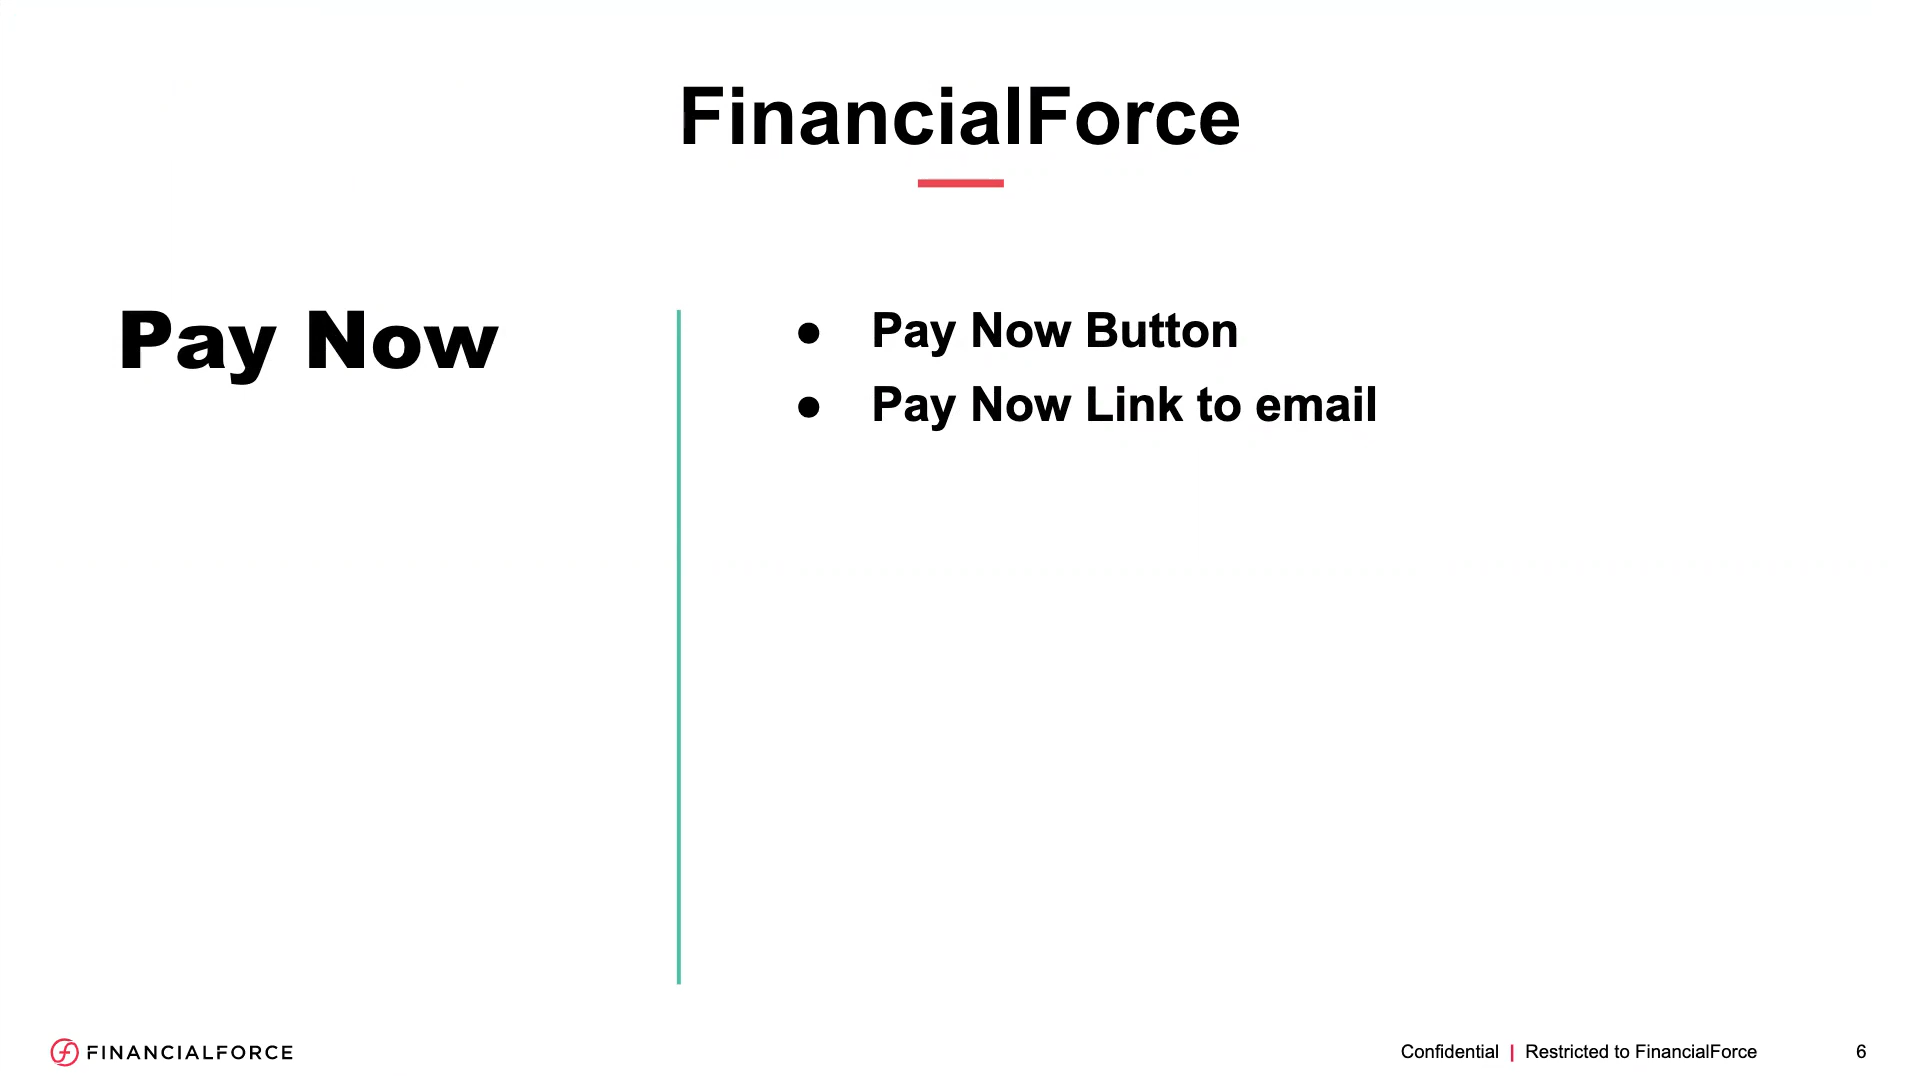 FinancialForce
Pay Now
● Pay Now Button
● Pay Now Link to email
FINANCIALFORCE
Confidential | Restricted to FinancialForce
6